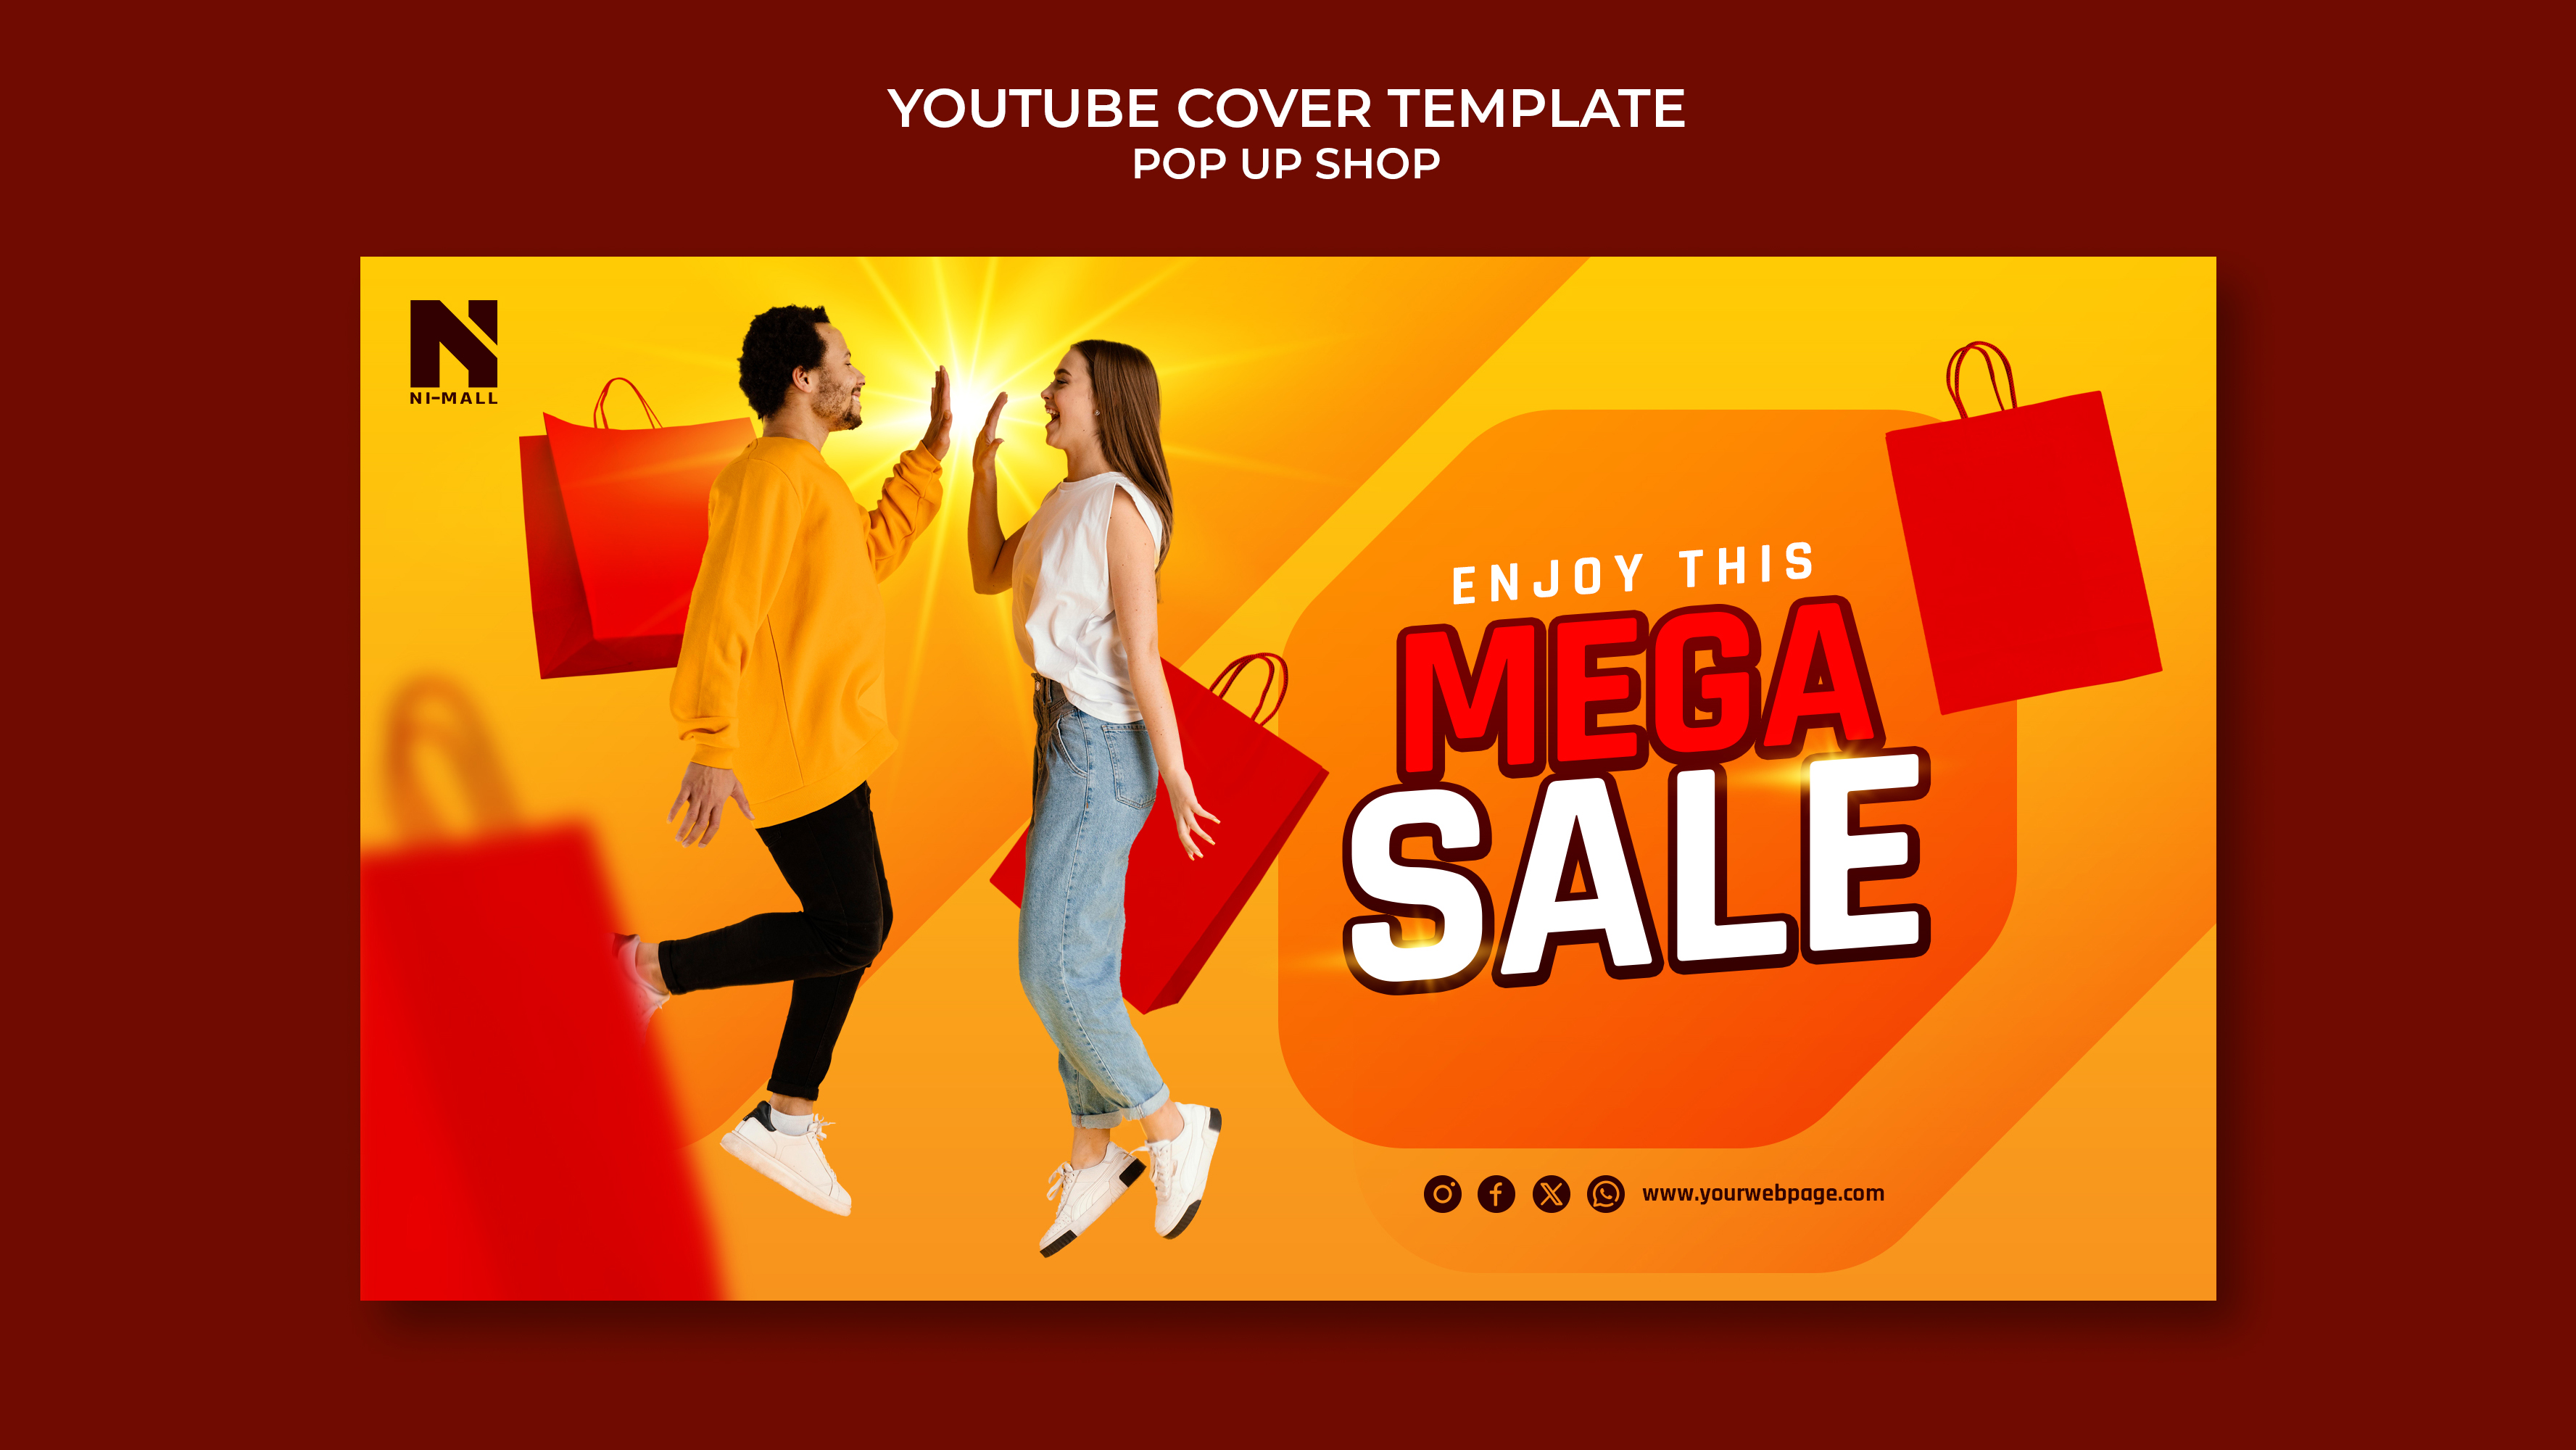 YOUTUBE COVER TEMPLATE
POP UP SHOP
N
NI-MALL
ENJOY THIS
MEGA
SALE
www.yourwebpage.com